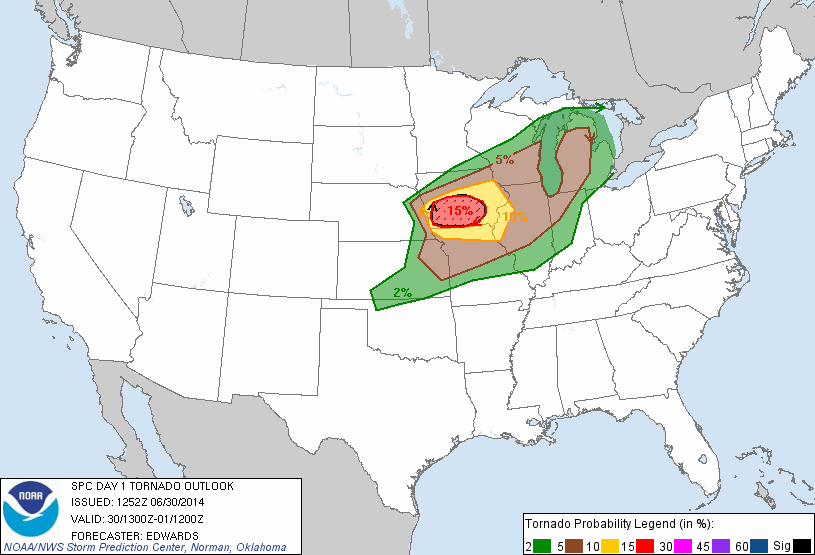 5%
15%
10%
2%
NOAA
SPC DAY 1 TORNADO OUTLOOK
ISSUED: 1252Z 06/30/2014
VALID: 30/1300Z-01/1200Z
FORECASTER: EDWARDS
NOAA/NWS Storm Prediction Center, Norman, Oklahoma
Tornado Probability Legend (in %):
2 5 10 15 30 45 60 Sig